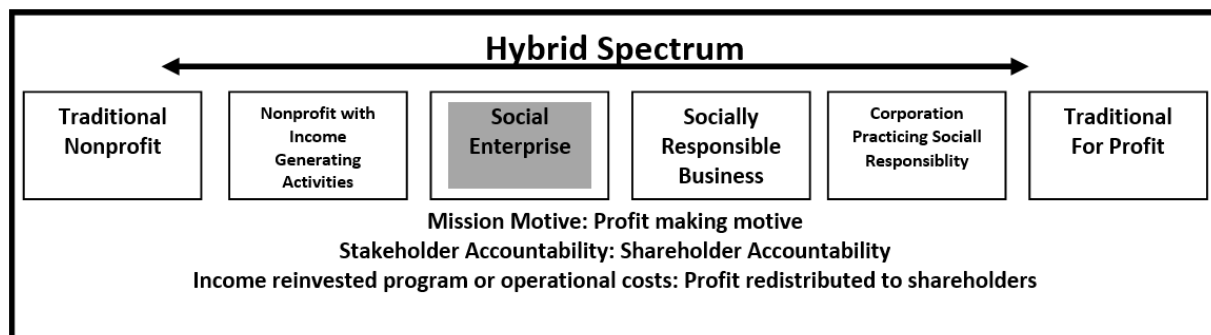 Hybrid Spectrum
Traditional
Nonprofit
Nonprofit with
Income
Generating
Activities
Social
Enterprise
Socially
Responsible
Business
Corporation
Practicing Sociall
Responsiblity
Traditional
For Profit
Mission Motive: Profit making motive
Stakeholder Accountability: Shareholder Accountability
Income reinvested program or operational costs: Profit redistributed to shareholders